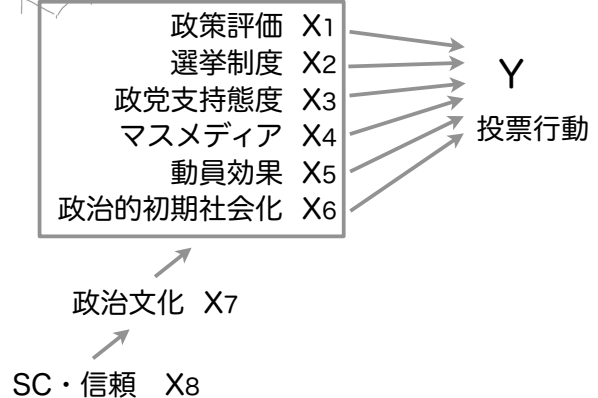 政策評価 X1
選挙制度 X2
政党支持態度 X3
マスメディア X4
動員効果 X5
政治的初期社会化 X6
Y
投票行動
政治文化 X7
SC・信頼 X8